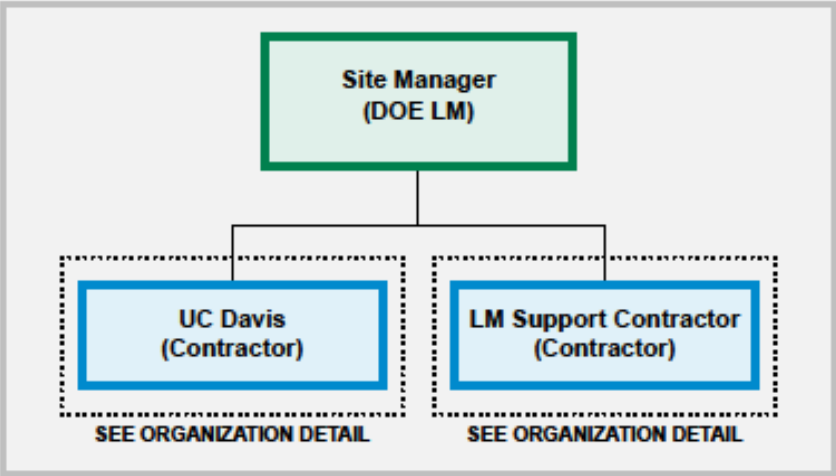 Site Manager
(DOE LM)
UC Davis
(Contractor)
LM Support Contractor
(Contractor)
SEE ORGANIZATION DETAIL
SEE ORGANIZATION DETAIL